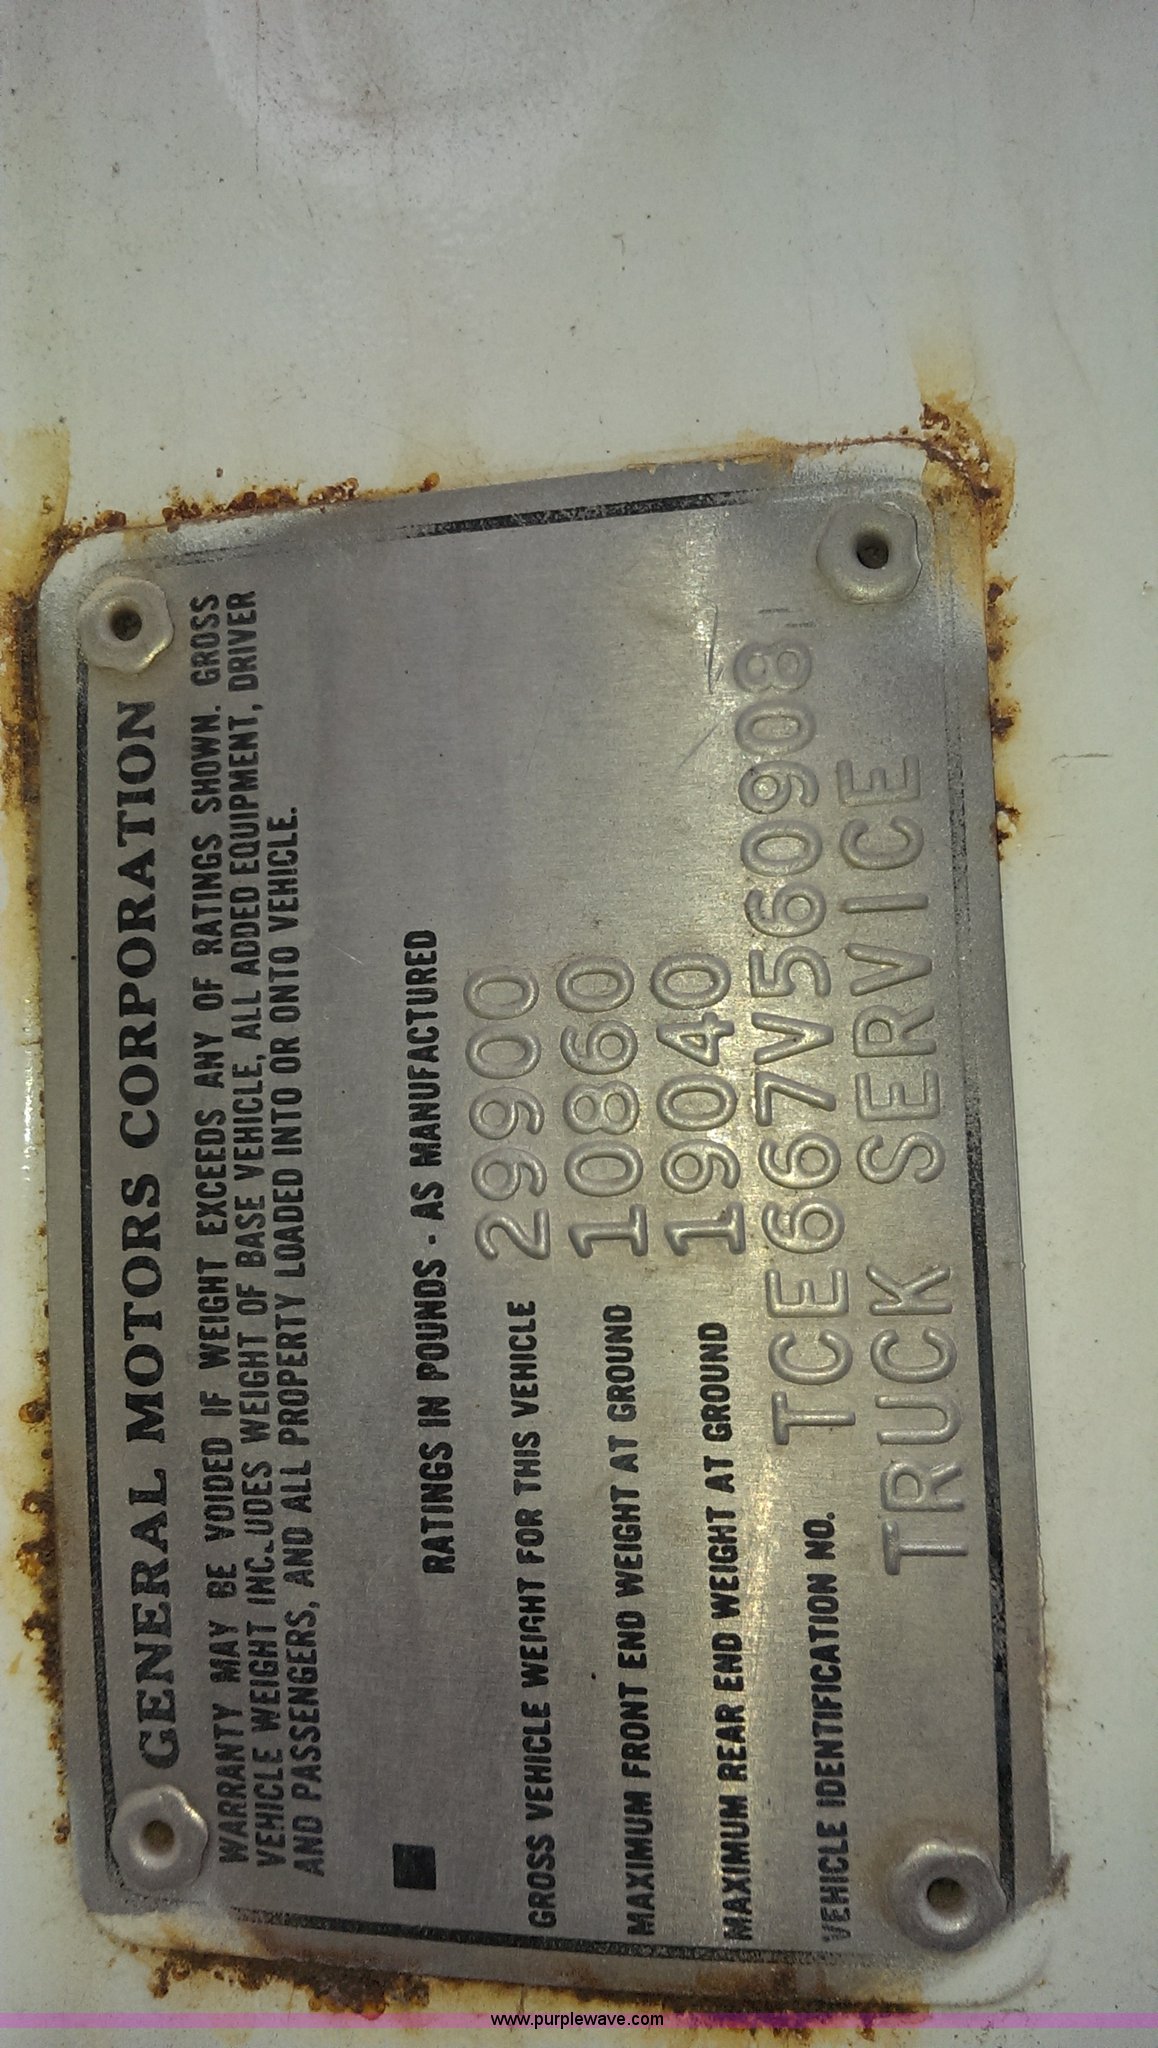 GENERAL MOTORS CORPORATION
WARRANTY MAY BE VOIDED IF WEIGHT EXCEEDS ANY OF RATINGS SHOWN. GROSS
VEHICLE WEIGHT INCLUDES WEIGHT OF BASE VEHICLE, ALL ADDED EQUIPMENT, DRIVER
AND PASSENGERS, AND ALL PROPERTY LOADED INTO OR ONTO VEHICLE.
RATINGS IN POUNDS - AS MANUFACTURED
GROSS VEHICLE WEIGHT FOR THIS VEHICLE 29900
MAXIMUM FRONT END WEIGHT AT GROUND 10860
MAXIMUM REAR END WEIGHT AT GROUND 19040
VEHICLE IDENTIFICATION NO. TCE667V560908
TRUCK SERVICE
www.purplewave.com